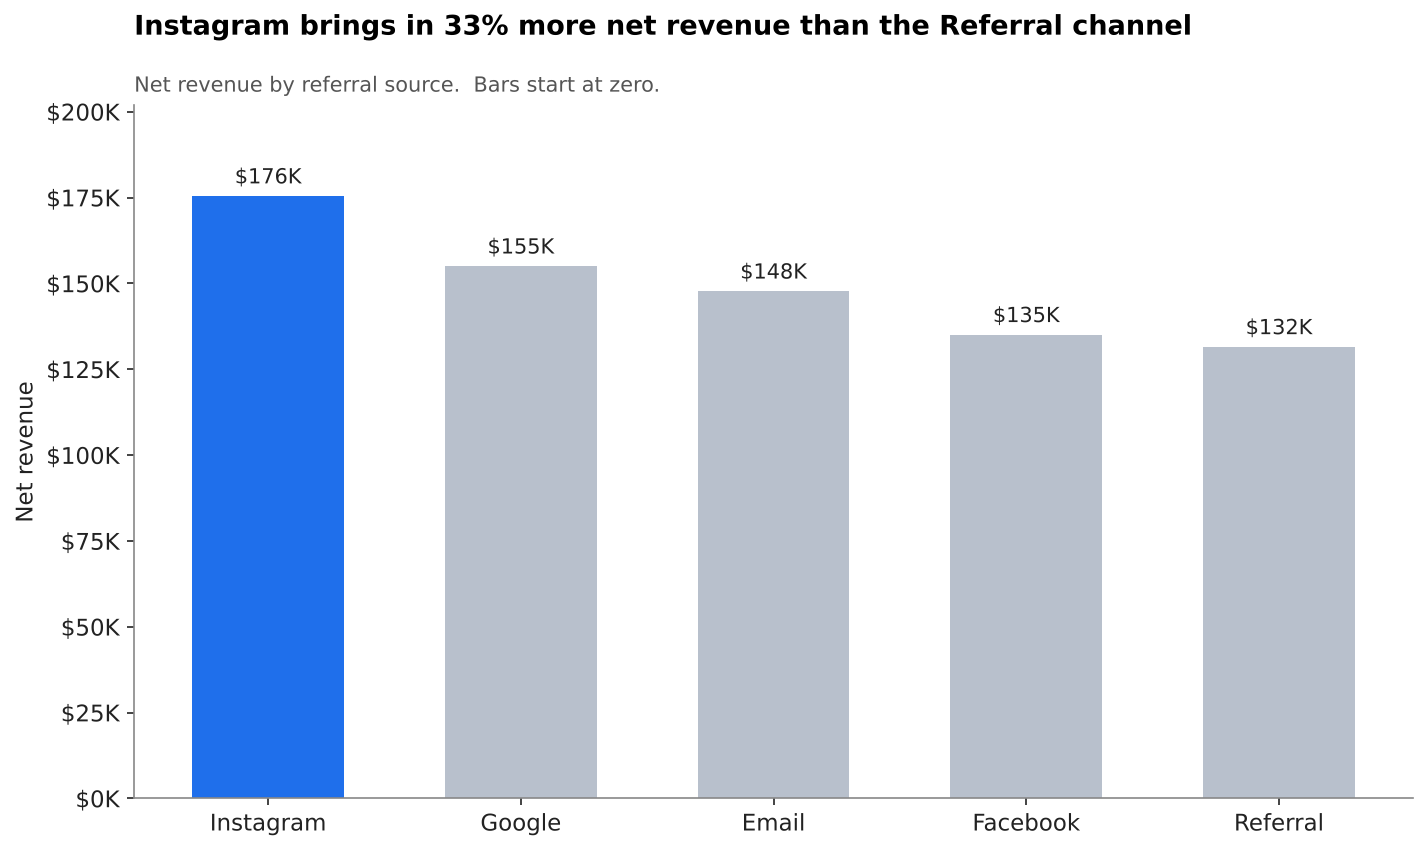 Instagram brings in 33% more net revenue than the Referral channel
Net revenue by referral source.  Bars start at zero.
$200K
$175K
$150K
$125K
$100K
$75K
$50K
$25K
$0K
Net revenue
$176K
$155K
$148K
$135K
$132K
Instagram
Google
Email
Facebook
Referral